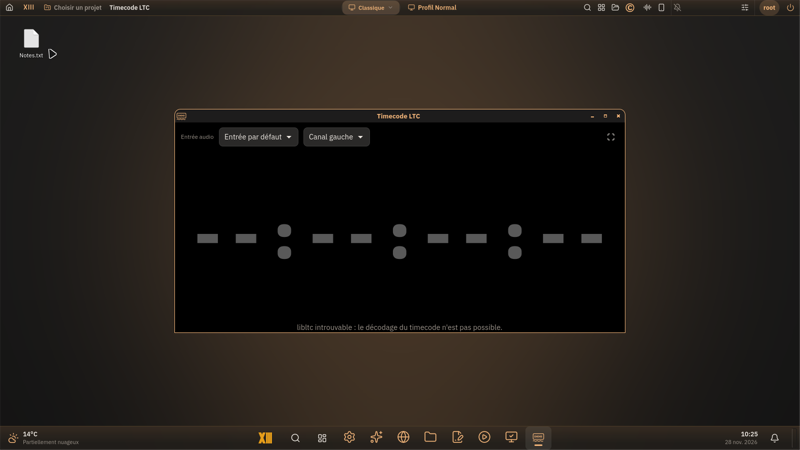 XIII
Choisir un projet
Timecode LTC
Classique
Profil Normal
root
Notes.txt
Timecode LTC
Entrée audio
Entrée par défaut
Canal gauche
-- : -- : -- : --
libltc introuvable : le décodage du timecode n'est pas possible.
14°C
Partiellement nuageux
XIII
10:25
28 nov. 2026